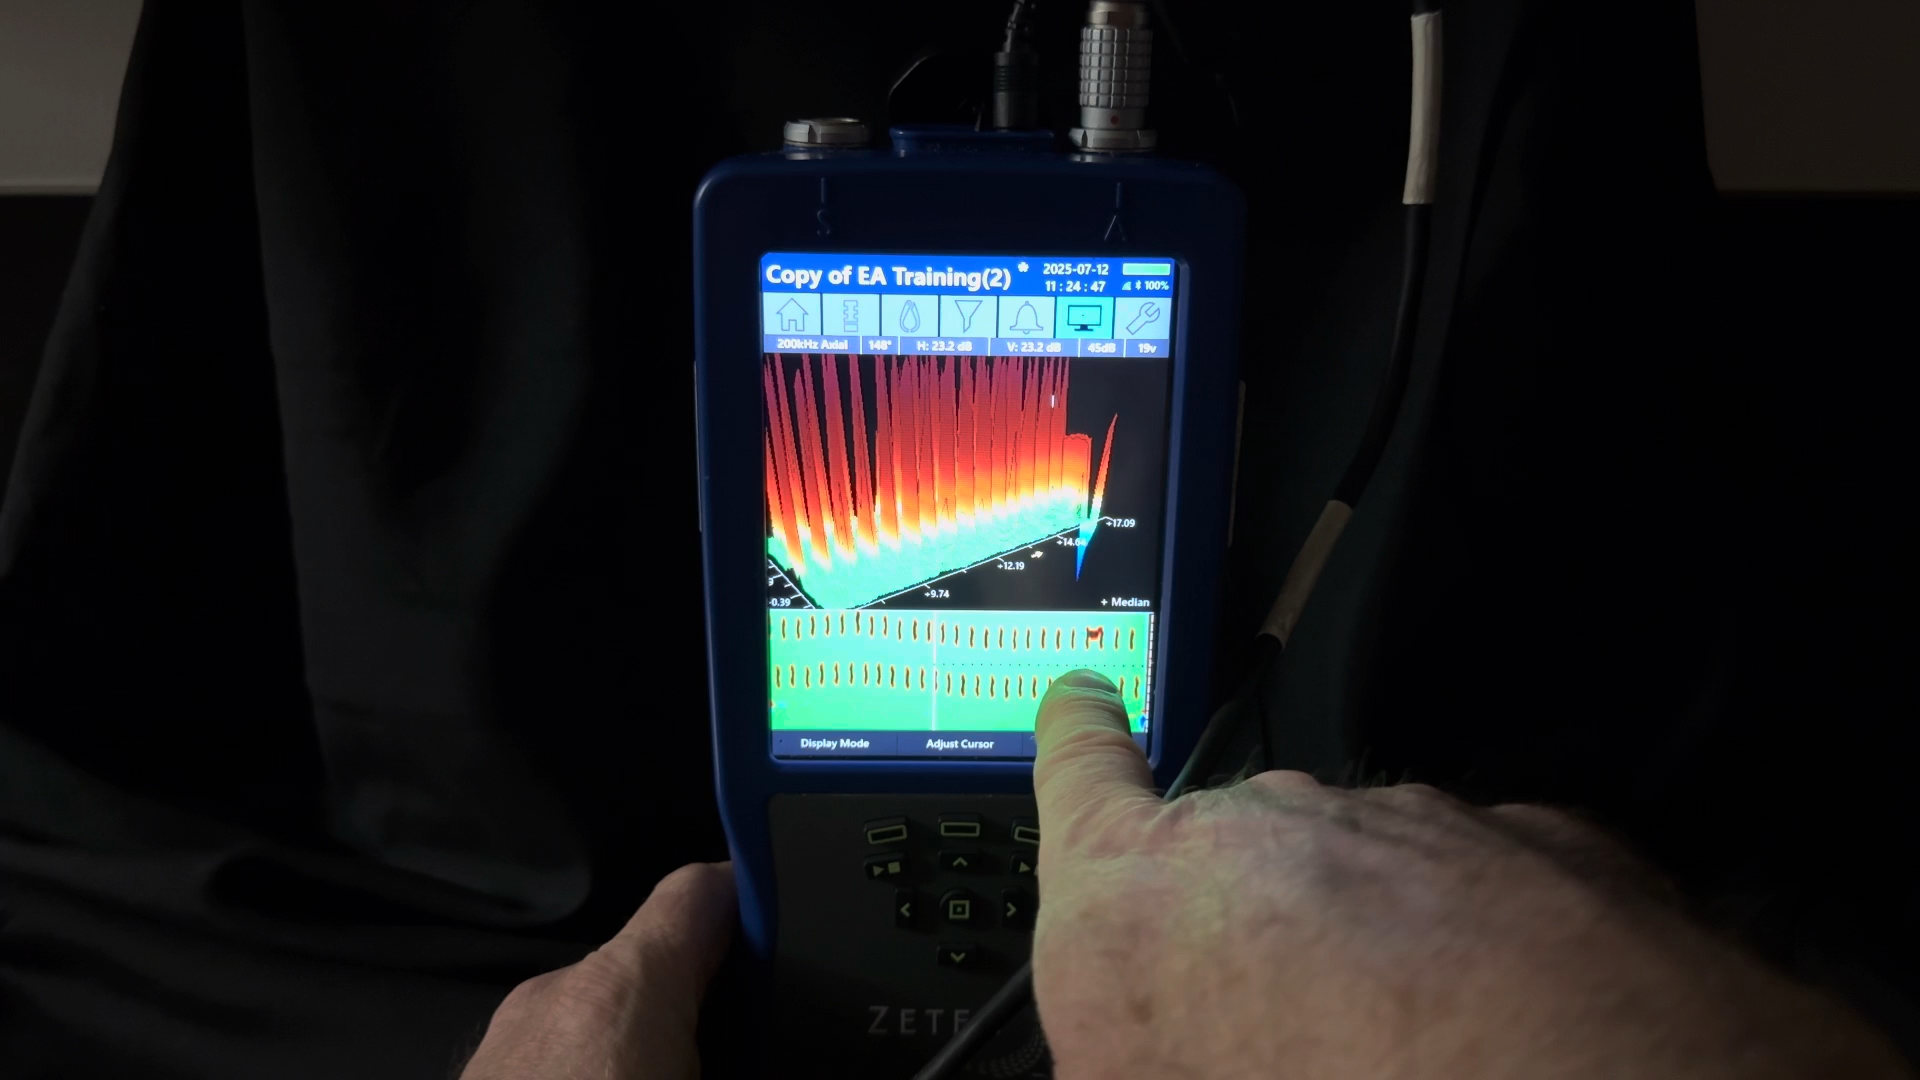 S
A
Copy of EA Training(2) *
2025-07-12
11 : 24 : 47
100%
200kHz Axial
148°
H: 23.2 dB
V: 23.2 dB
45dB
19v
+17.09
+14.64
+12.19
+9.74
-0.39
+ Median
Display Mode
Adjust Cursor
ZETE